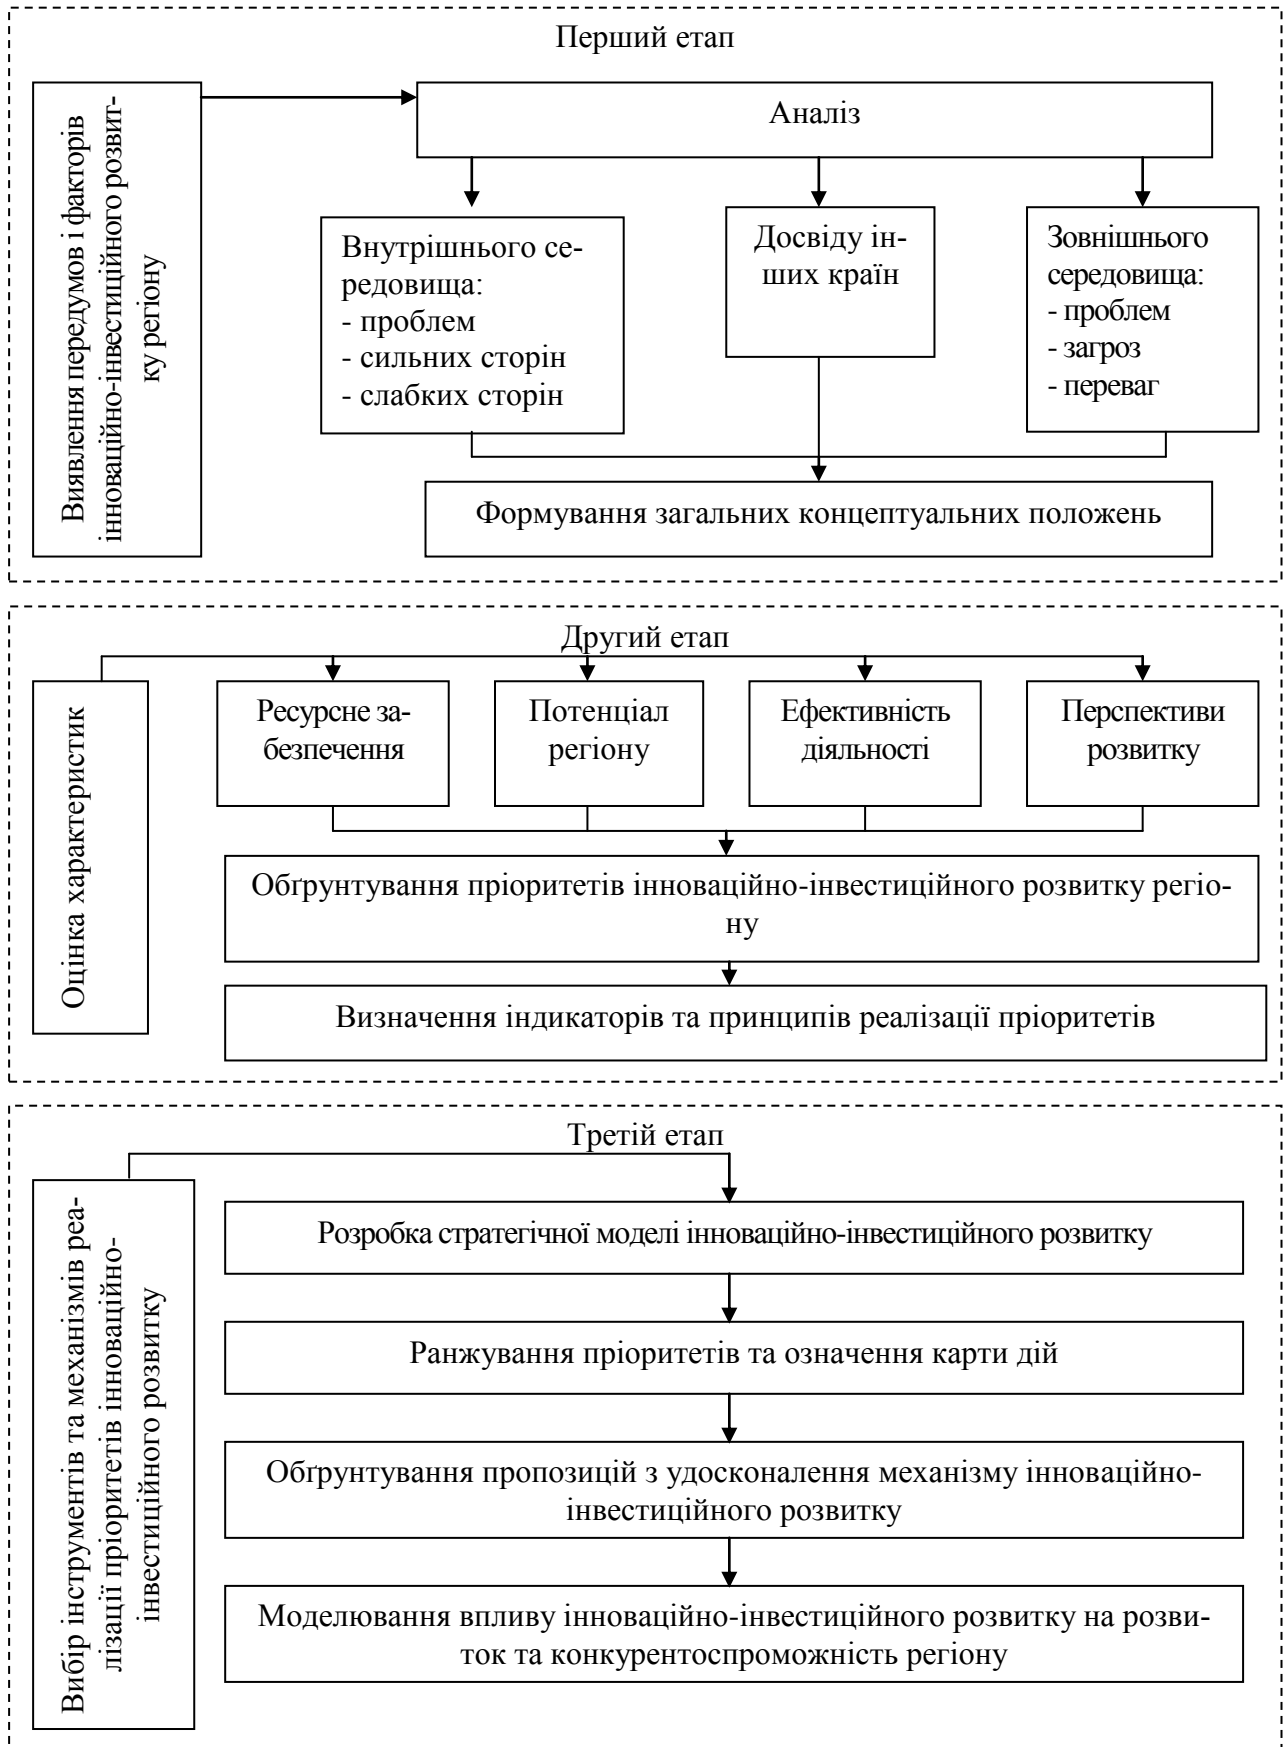 Перший етап
Виявлення передумов і факторів
інноваційно-інвестиційного розвит-
ку регіону
Аналіз
Внутрішнього се-
редовища:
- проблем
- сильних сторін
- слабких сторін
Досвіду ін-
ших країн
Зовнішнього
середовища:
- проблем
- загроз
- переваг
Формування загальних концептуальних положень
Другий етап
Оцінка характеристик
Ресурсне за-
безпечення
Потенціал
регіону
Ефективність
діяльності
Перспективи
розвитку
Обґрунтування пріоритетів інноваційно-інвестиційного розвитку регіо-
ну
Визначення індикаторів та принципів реалізації пріоритетів
Третій етап
Вибір інструментів та механізмів реа-
лізації пріоритетів інноваційно-
інвестиційного розвитку
Розробка стратегічної моделі інноваційно-інвестиційного розвитку
Ранжування пріоритетів та означення карти дій
Обґрунтування пропозицій з удосконалення механізму інноваційно-
інвестиційного розвитку
Моделювання впливу інноваційно-інвестиційного розвитку на розви-
ток та конкурентоспроможність регіону